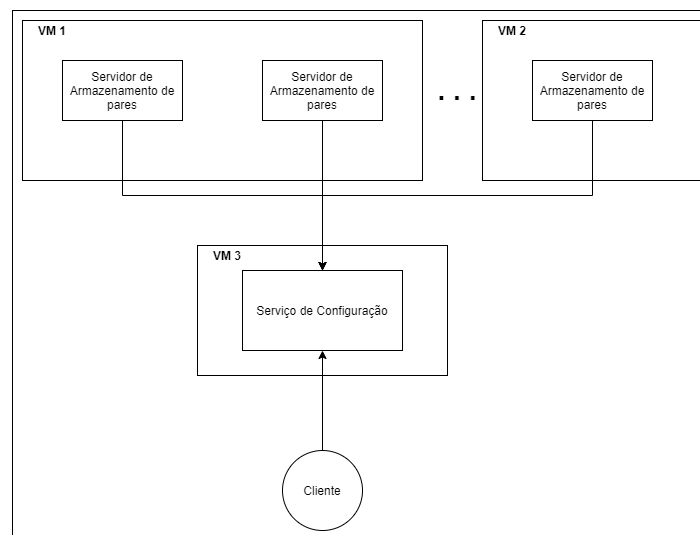 VM 1
VM 2
Servidor de
Armazenamento de
pares
Servidor de
Armazenamento de
pares
. . .
Servidor de
Armazenamento de
pares
VM 3
Serviço de Configuração
Cliente